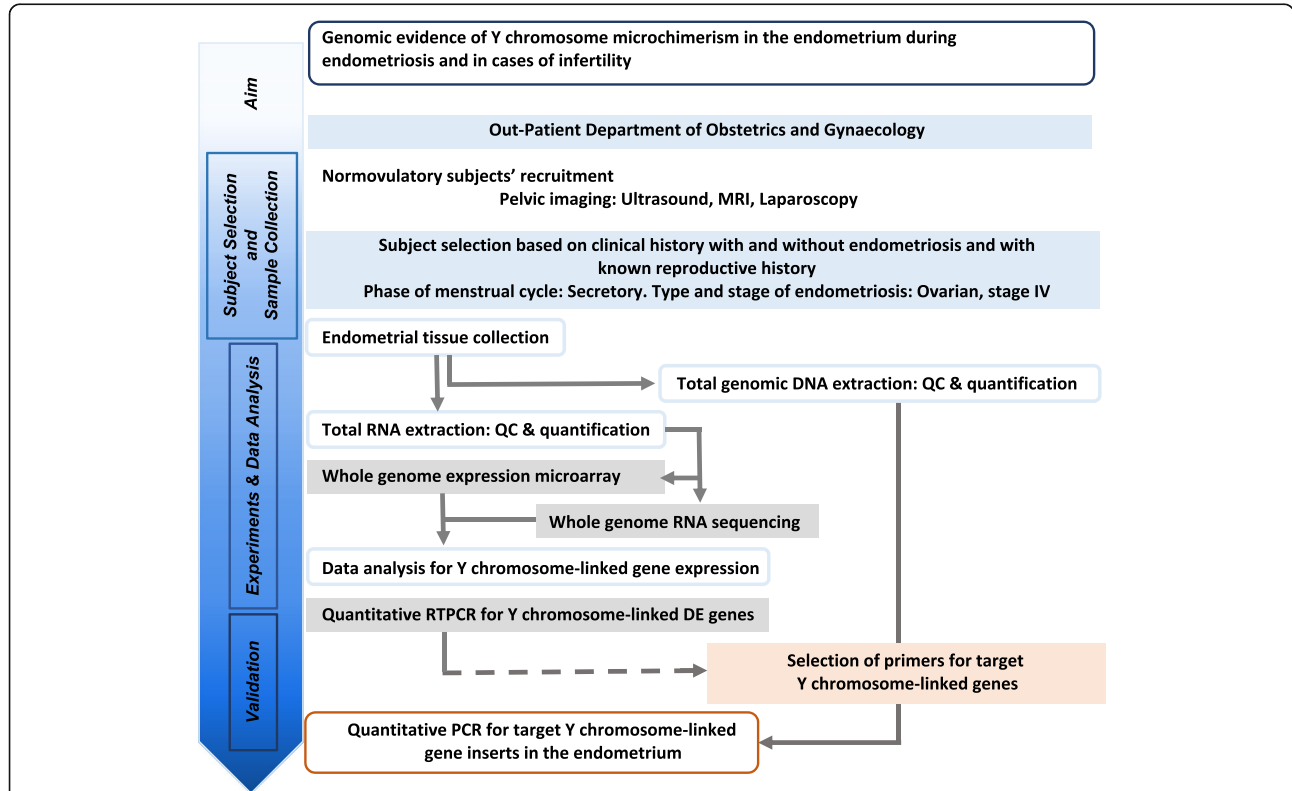 Genomic evidence of Y chromosome microchimerism in the endometrium during
endometriosis and in cases of infertility
Aim
Out-Patient Department of Obstetrics and Gynaecology
Subject Selection
and
Sample Collection
Normovulatory subjects’ recruitment
Pelvic imaging: Ultrasound, MRI, Laparoscopy
Subject selection based on clinical history with and without endometriosis and with
known reproductive history
Phase of menstrual cycle: Secretory. Type and stage of endometriosis: Ovarian, stage IV
Experiments & Data Analysis
Endometrial tissue collection
Total genomic DNA extraction: QC & quantification
Total RNA extraction: QC & quantification
Whole genome expression microarray
Whole genome RNA sequencing
Data analysis for Y chromosome-linked gene expression
Quantitative RTPCR for Y chromosome-linked DE genes
Validation
Selection of primers for target
Y chromosome-linked genes
Quantitative PCR for target Y chromosome-linked
gene inserts in the endometrium